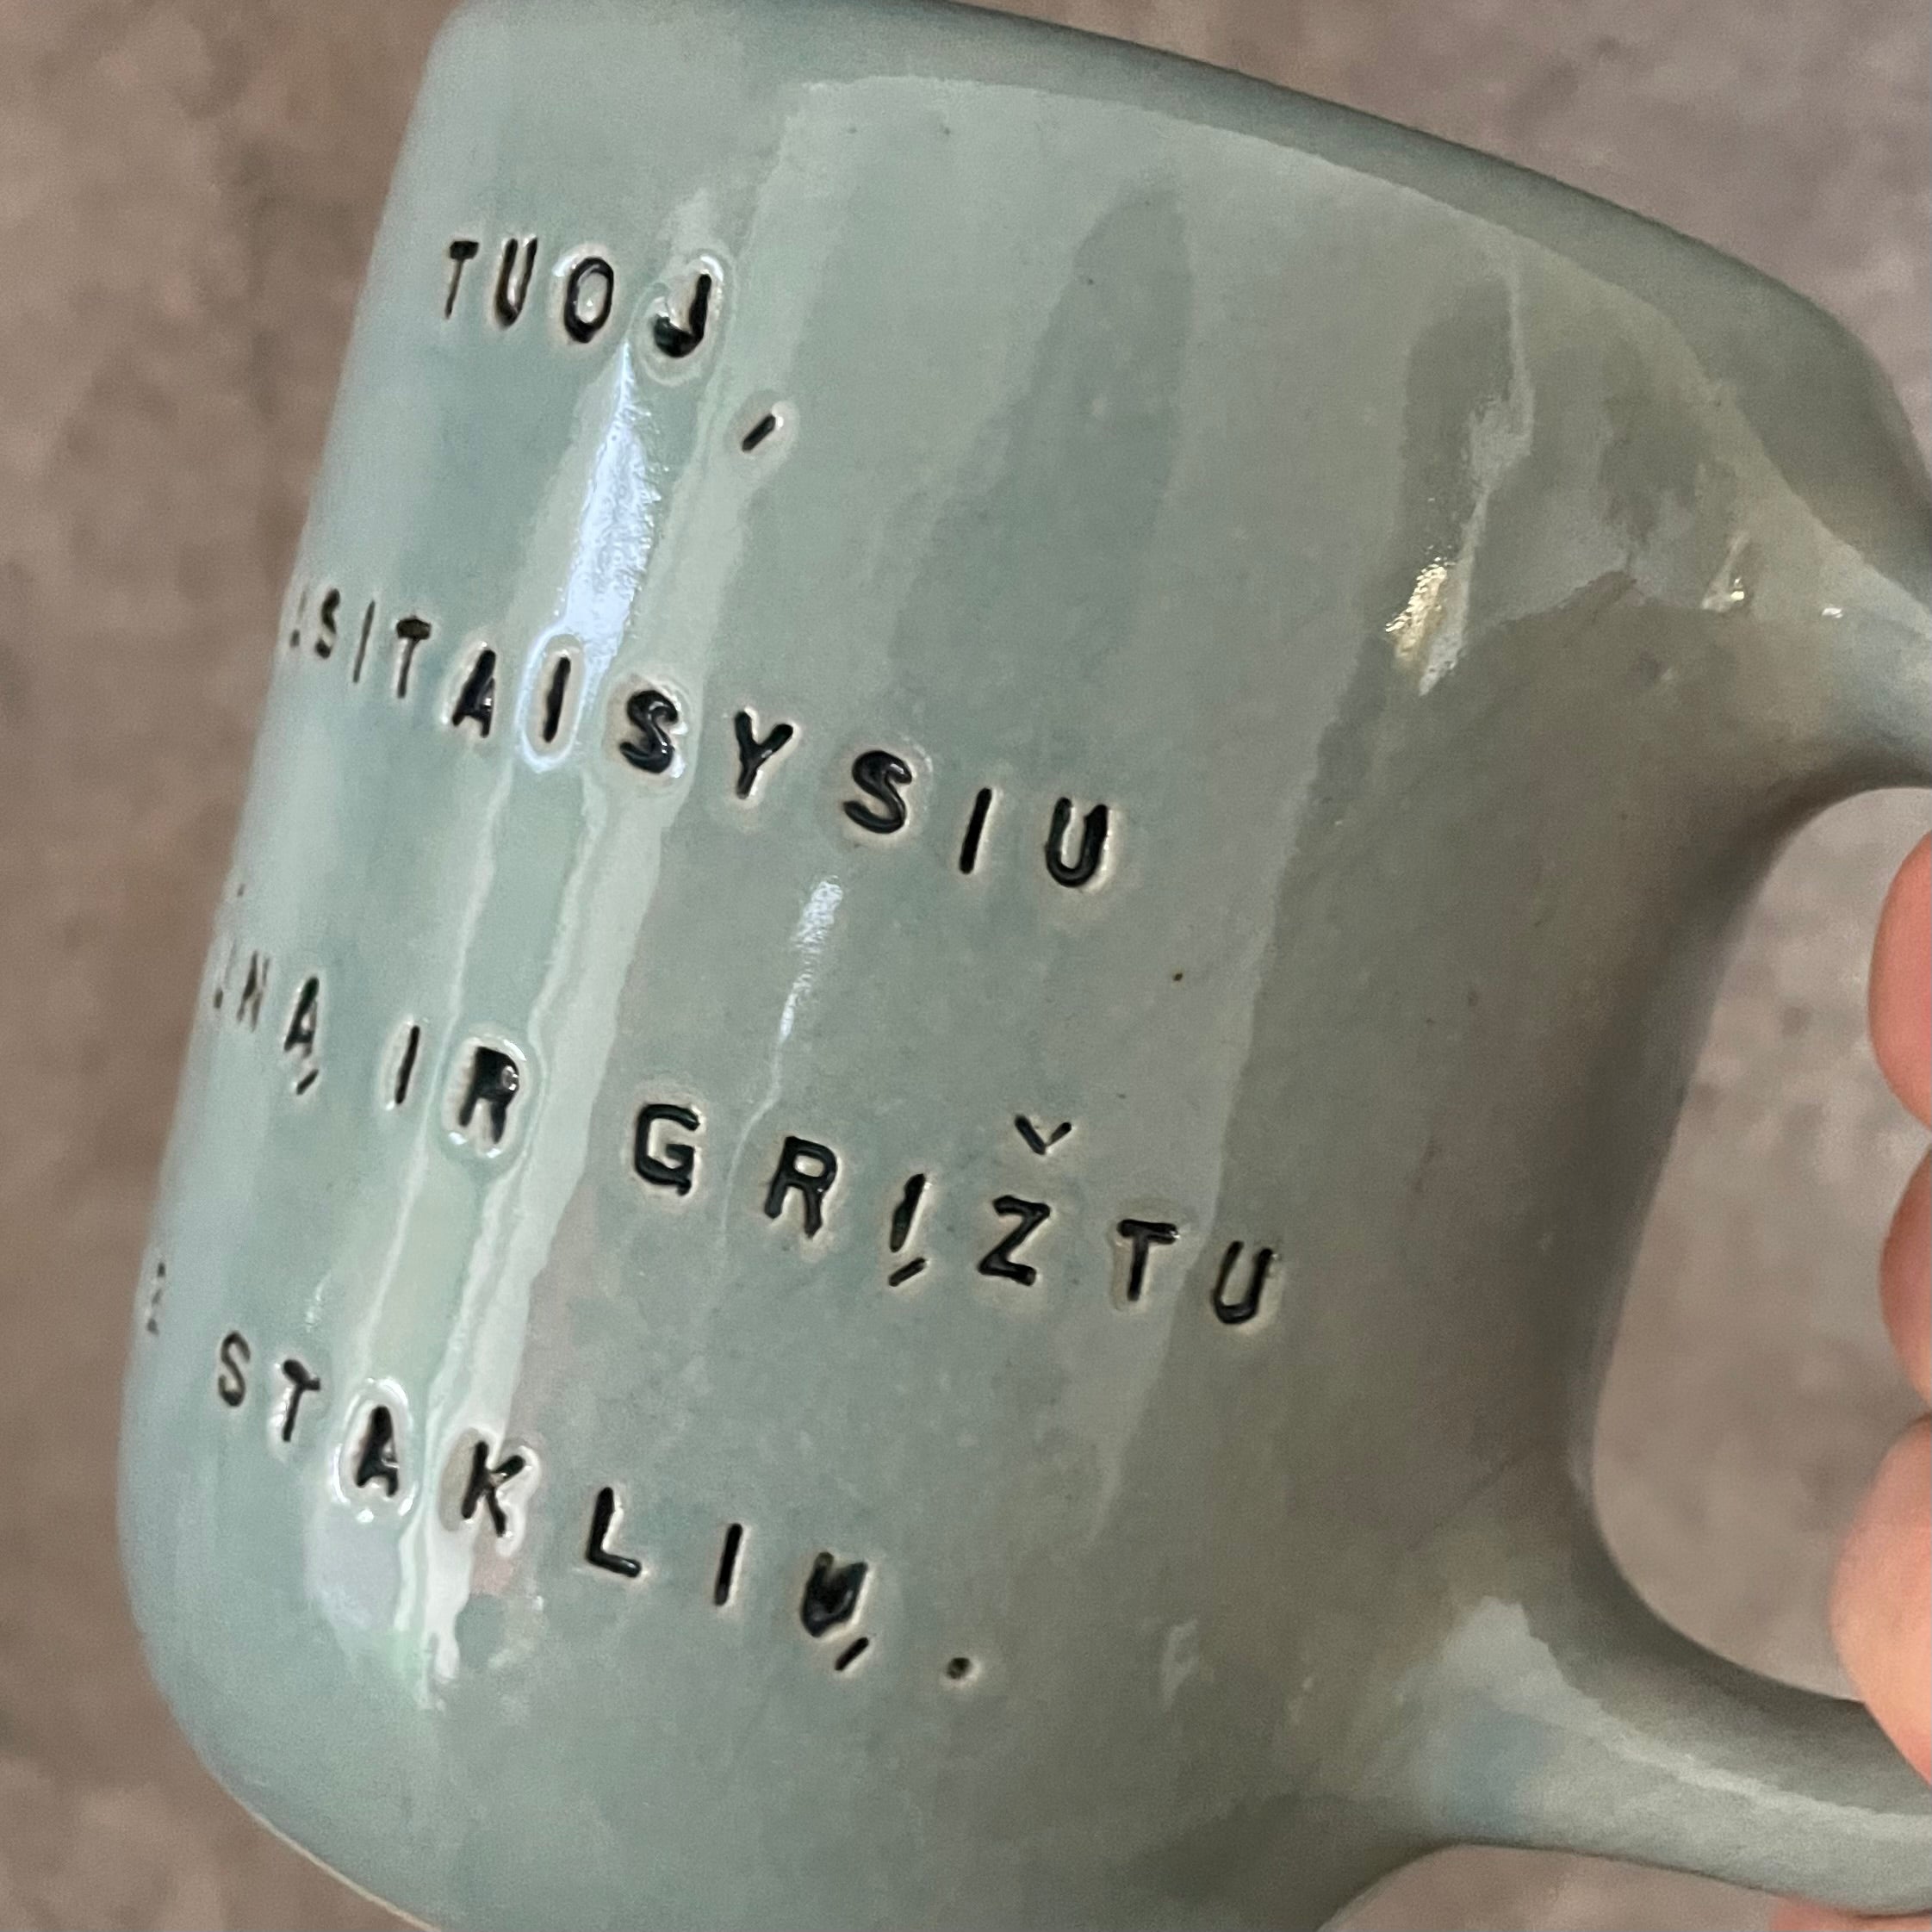 TUOJ,
SITAISYSIU
NĄ IR GRĮŽTU
STAKLIŲ.